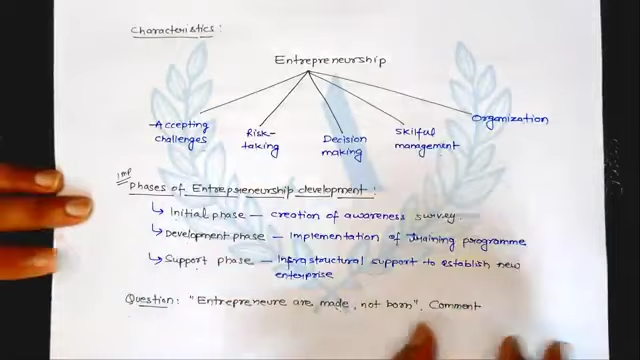 Characteristics :
Entrepreneurship
Accepting challenges
Risk-taking
Decision making
Skilful management
Organization
Imp
Phases of Entrepreneurship development :
↳ Initial phase — creation of awareness survey
↳ Development phase — Implementation of Training programme
↳ Support phase — Infrastructural support to establish new
enterprise
Question: "Entrepreneure are made, not born". Comment